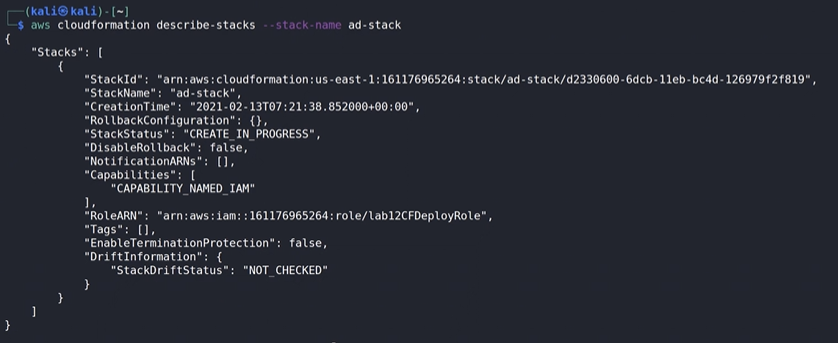 ┌──(kali㉿kali)-[~]
└─$ aws cloudformation describe-stacks --stack-name ad-stack
{
    "Stacks": [
        {
            "StackId": "arn:aws:cloudformation:us-east-1:161176965264:stack/ad-stack/d2330600-6dcb-11eb-bc4d-126979f2f819",
            "StackName": "ad-stack",
            "CreationTime": "2021-02-13T07:21:38.852000+00:00",
            "RollbackConfiguration": {},
            "StackStatus": "CREATE_IN_PROGRESS",
            "DisableRollback": false,
            "NotificationARNs": [],
            "Capabilities": [
                "CAPABILITY_NAMED_IAM"
            ],
            "RoleARN": "arn:aws:iam::161176965264:role/lab12CFDeployRole",
            "Tags": [],
            "EnableTerminationProtection": false,
            "DriftInformation": {
                "StackDriftStatus": "NOT_CHECKED"
            }
        }
    ]
}